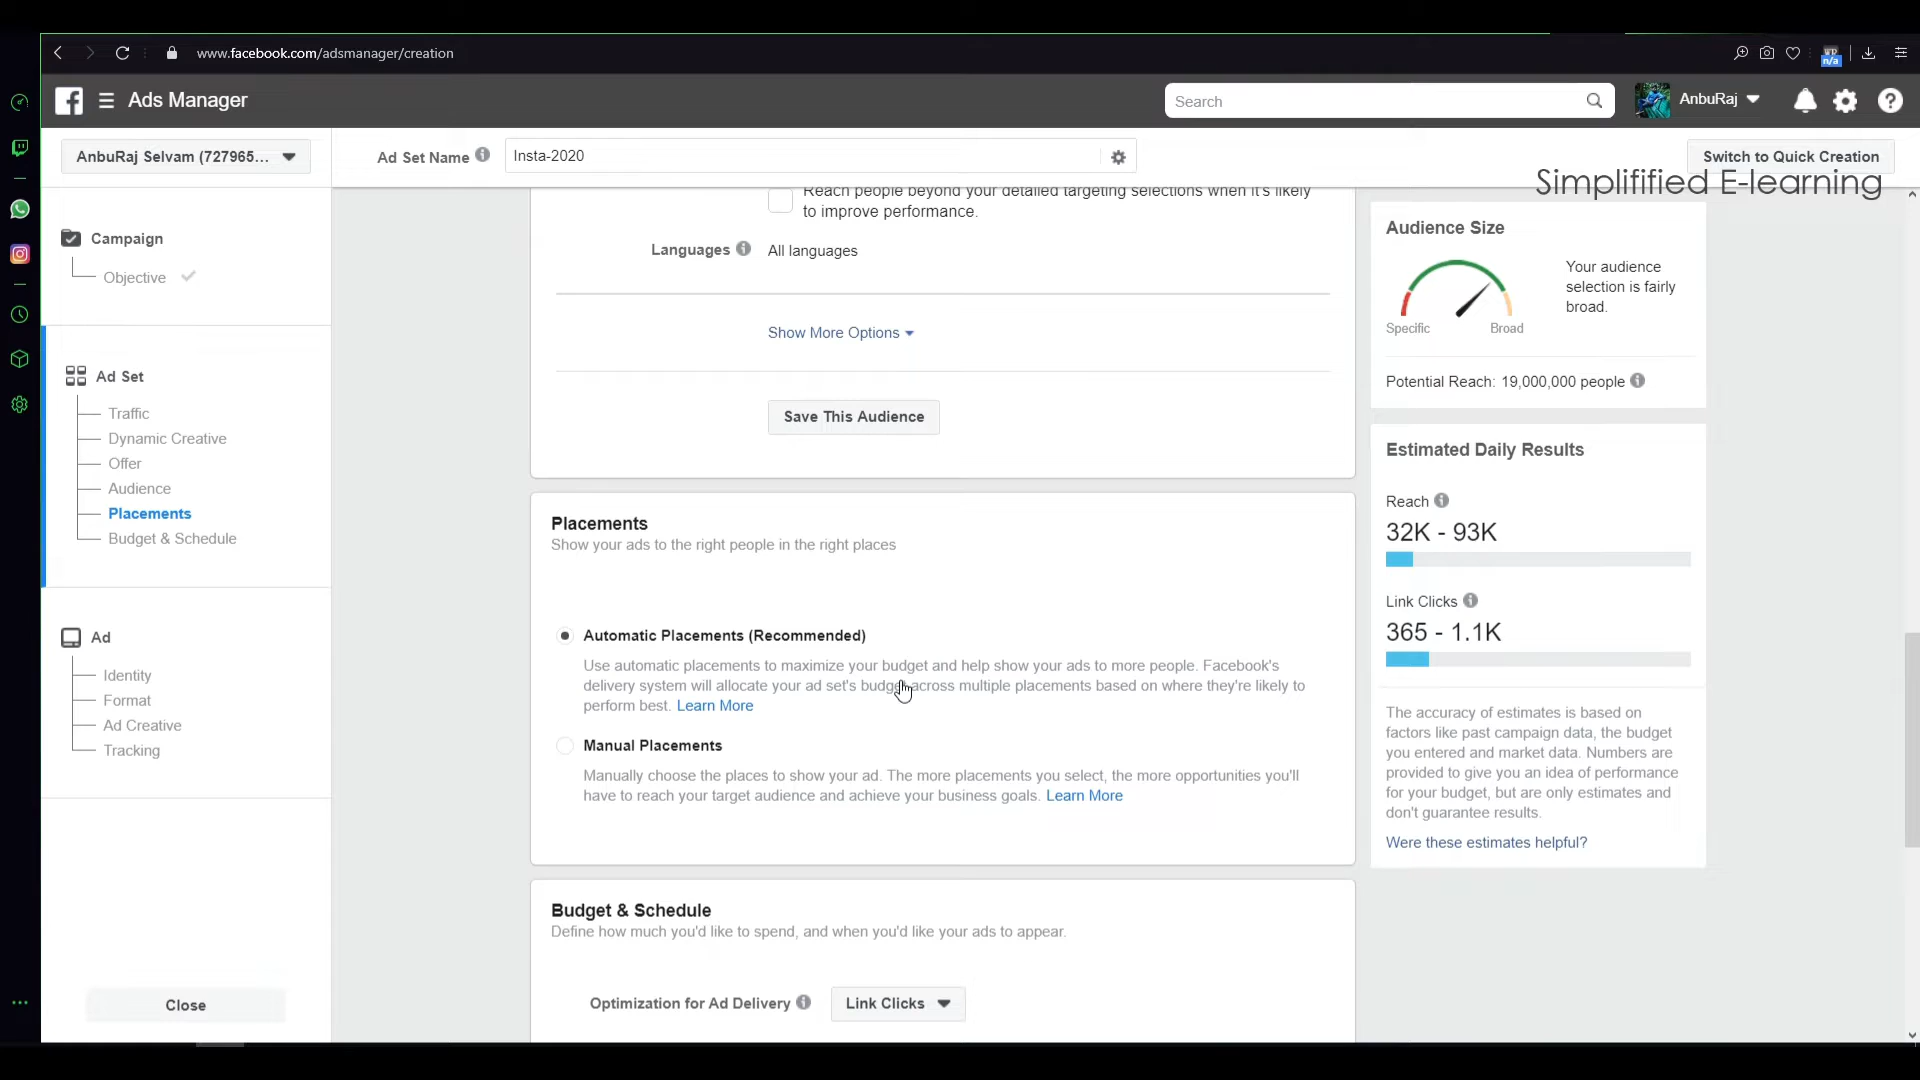 www.facebook.com/adsmanager/creation
n/a
Ads Manager
Search
AnbuRaj
AnbuRaj Selvam (727965...
Ad Set Name
Insta-2020
Switch to Quick Creation
Simplifified E-learning
Campaign
Objective
Ad Set
Traffic
Dynamic Creative
Offer
Audience
Placements
Budget & Schedule
Ad
Identity
Format
Ad Creative
Tracking
Close
Reach people beyond your detailed targeting selections when it's likely
to improve performance.
Languages
All languages
Show More Options
Save This Audience
Placements
Show your ads to the right people in the right places
Automatic Placements (Recommended)
Use automatic placements to maximize your budget and help show your ads to more people. Facebook's
delivery system will allocate your ad set's budget across multiple placements based on where they're likely to
perform best. Learn More
Manual Placements
Manually choose the places to show your ad. The more placements you select, the more opportunities you'll
have to reach your target audience and achieve your business goals. Learn More
Budget & Schedule
Define how much you'd like to spend, and when you'd like your ads to appear.
Optimization for Ad Delivery
Link Clicks
Audience Size
Your audience
selection is fairly
broad.
Specific
Broad
Potential Reach: 19,000,000 people
Estimated Daily Results
Reach
32K - 93K
Link Clicks
365 - 1.1K
The accuracy of estimates is based on
factors like past campaign data, the budget
you entered and market data. Numbers are
provided to give you an idea of performance
for your budget, but are only estimates and
don't guarantee results.
Were these estimates helpful?